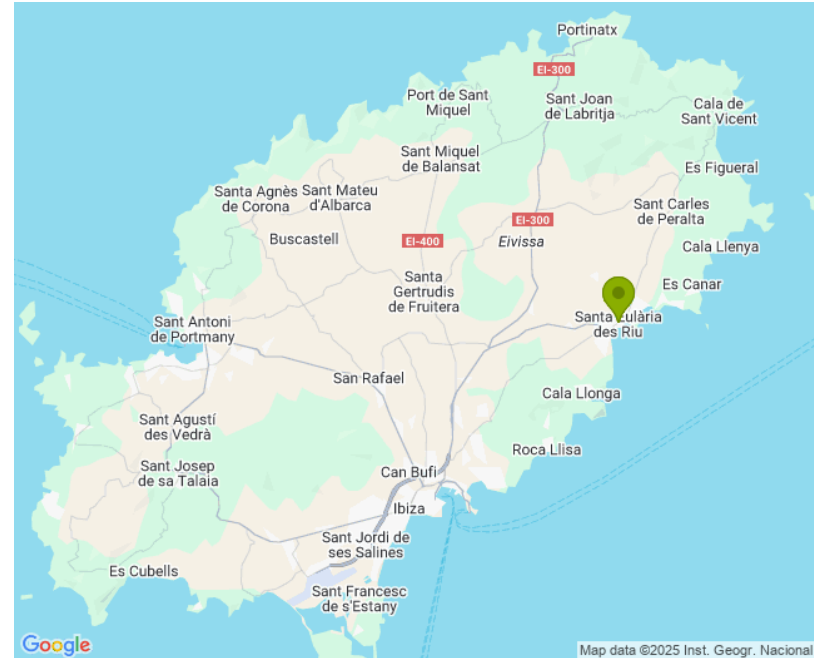 Portinatx
EI-300
Port de Sant
Miquel
Sant Joan
de Labritja
Cala de
Sant Vicent
Sant Miquel
de Balansat
Es Figueral
Santa Agnès
de Corona
Sant Mateu
d'Albarca
Sant Carles
de Peralta
EI-300
Buscastell
EI-400
Eivissa
Cala Llenya
Santa
Gertrudis
de Fruitera
Es Canar
Santa Eulària
des Riu
Sant Antoni
de Portmany
San Rafael
Cala Llonga
Sant Agustí
des Vedrà
Roca Llisa
Sant Josep
de sa Talaia
Can Bufi
Ibiza
Sant Jordi de
ses Salines
Es Cubells
Sant Francesc
de s'Estany
Google
Map data ©2025 Inst. Geogr. Nacional